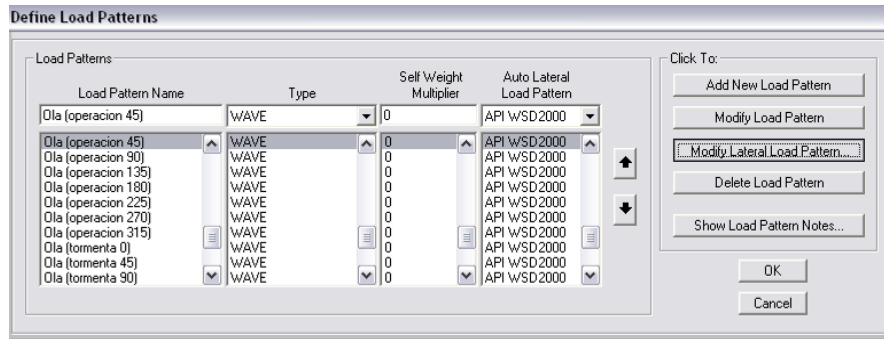 Define Load Patterns
Load Patterns
Click To:
Load Pattern Name Type Self Weight Multiplier Auto Lateral Load Pattern
Ola (operacion 45) WAVE 0 API WSD2000
Ola (operacion 45) WAVE 0 API WSD2000
Ola (operacion 90) WAVE 0 API WSD2000
Ola (operacion 135) WAVE 0 API WSD2000
Ola (operacion 180) WAVE 0 API WSD2000
Ola (operacion 225) WAVE 0 API WSD2000
Ola (operacion 270) WAVE 0 API WSD2000
Ola (operacion 315) WAVE 0 API WSD2000
Ola (tormenta 0) WAVE 0 API WSD2000
Ola (tormenta 45) WAVE 0 API WSD2000
Ola (tormenta 90) WAVE 0 API WSD2000
Add New Load Pattern
Modify Load Pattern
Modify Lateral Load Pattern...
Delete Load Pattern
Show Load Pattern Notes...
OK
Cancel